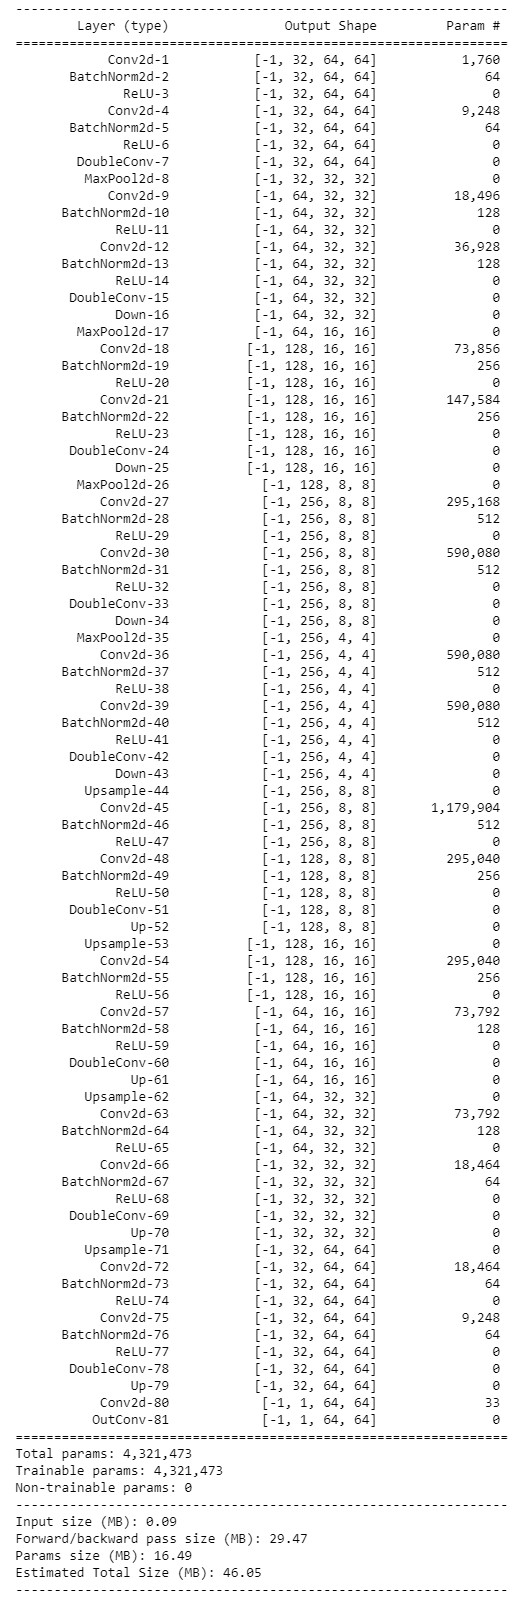 ----------------------------------------------------------------
Layer (type) Output Shape Param #
================================================================
Conv2d-1 [-1, 32, 64, 64] 1,760
BatchNorm2d-2 [-1, 32, 64, 64] 64
ReLU-3 [-1, 32, 64, 64] 0
Conv2d-4 [-1, 32, 64, 64] 9,248
BatchNorm2d-5 [-1, 32, 64, 64] 64
ReLU-6 [-1, 32, 64, 64] 0
DoubleConv-7 [-1, 32, 64, 64] 0
MaxPool2d-8 [-1, 32, 32, 32] 0
Conv2d-9 [-1, 64, 32, 32] 18,496
BatchNorm2d-10 [-1, 64, 32, 32] 128
ReLU-11 [-1, 64, 32, 32] 0
Conv2d-12 [-1, 64, 32, 32] 36,928
BatchNorm2d-13 [-1, 64, 32, 32] 128
ReLU-14 [-1, 64, 32, 32] 0
DoubleConv-15 [-1, 64, 32, 32] 0
Down-16 [-1, 64, 32, 32] 0
MaxPool2d-17 [-1, 64, 16, 16] 0
Conv2d-18 [-1, 128, 16, 16] 73,856
BatchNorm2d-19 [-1, 128, 16, 16] 256
ReLU-20 [-1, 128, 16, 16] 0
Conv2d-21 [-1, 128, 16, 16] 147,584
BatchNorm2d-22 [-1, 128, 16, 16] 256
ReLU-23 [-1, 128, 16, 16] 0
DoubleConv-24 [-1, 128, 16, 16] 0
Down-25 [-1, 128, 16, 16] 0
MaxPool2d-26 [-1, 128, 8, 8] 0
Conv2d-27 [-1, 256, 8, 8] 295,168
BatchNorm2d-28 [-1, 256, 8, 8] 512
ReLU-29 [-1, 256, 8, 8] 0
Conv2d-30 [-1, 256, 8, 8] 590,080
BatchNorm2d-31 [-1, 256, 8, 8] 512
ReLU-32 [-1, 256, 8, 8] 0
DoubleConv-33 [-1, 256, 8, 8] 0
Down-34 [-1, 256, 8, 8] 0
MaxPool2d-35 [-1, 256, 4, 4] 0
Conv2d-36 [-1, 256, 4, 4] 590,080
BatchNorm2d-37 [-1, 256, 4, 4] 512
ReLU-38 [-1, 256, 4, 4] 0
Conv2d-39 [-1, 256, 4, 4] 590,080
BatchNorm2d-40 [-1, 256, 4, 4] 512
ReLU-41 [-1, 256, 4, 4] 0
DoubleConv-42 [-1, 256, 4, 4] 0
Down-43 [-1, 256, 4, 4] 0
Upsample-44 [-1, 256, 8, 8] 0
Conv2d-45 [-1, 256, 8, 8] 1,179,904
BatchNorm2d-46 [-1, 256, 8, 8] 512
ReLU-47 [-1, 256, 8, 8] 0
Conv2d-48 [-1, 128, 8, 8] 295,040
BatchNorm2d-49 [-1, 128, 8, 8] 256
ReLU-50 [-1, 128, 8, 8] 0
DoubleConv-51 [-1, 128, 8, 8] 0
Up-52 [-1, 128, 8, 8] 0
Upsample-53 [-1, 128, 16, 16] 0
Conv2d-54 [-1, 128, 16, 16] 295,040
BatchNorm2d-55 [-1, 128, 16, 16] 256
ReLU-56 [-1, 128, 16, 16] 0
Conv2d-57 [-1, 64, 16, 16] 73,792
BatchNorm2d-58 [-1, 64, 16, 16] 128
ReLU-59 [-1, 64, 16, 16] 0
DoubleConv-60 [-1, 64, 16, 16] 0
Up-61 [-1, 64, 16, 16] 0
Upsample-62 [-1, 64, 32, 32] 0
Conv2d-63 [-1, 64, 32, 32] 73,792
BatchNorm2d-64 [-1, 64, 32, 32] 128
ReLU-65 [-1, 64, 32, 32] 0
Conv2d-66 [-1, 32, 32, 32] 18,464
BatchNorm2d-67 [-1, 32, 32, 32] 64
ReLU-68 [-1, 32, 32, 32] 0
DoubleConv-69 [-1, 32, 32, 32] 0
Up-70 [-1, 32, 32, 32] 0
Upsample-71 [-1, 32, 64, 64] 0
Conv2d-72 [-1, 32, 64, 64] 18,464
BatchNorm2d-73 [-1, 32, 64, 64] 64
ReLU-74 [-1, 32, 64, 64] 0
Conv2d-75 [-1, 32, 64, 64] 9,248
BatchNorm2d-76 [-1, 32, 64, 64] 64
ReLU-77 [-1, 32, 64, 64] 0
DoubleConv-78 [-1, 32, 64, 64] 0
Up-79 [-1, 32, 64, 64] 0
Conv2d-80 [-1, 1, 64, 64] 33
OutConv-81 [-1, 1, 64, 64] 0
================================================================
Total params: 4,321,473
Trainable params: 4,321,473
Non-trainable params: 0
----------------------------------------------------------------
Input size (MB): 0.09
Forward/backward pass size (MB): 29.47
Params size (MB): 16.49
Estimated Total Size (MB): 46.05
----------------------------------------------------------------